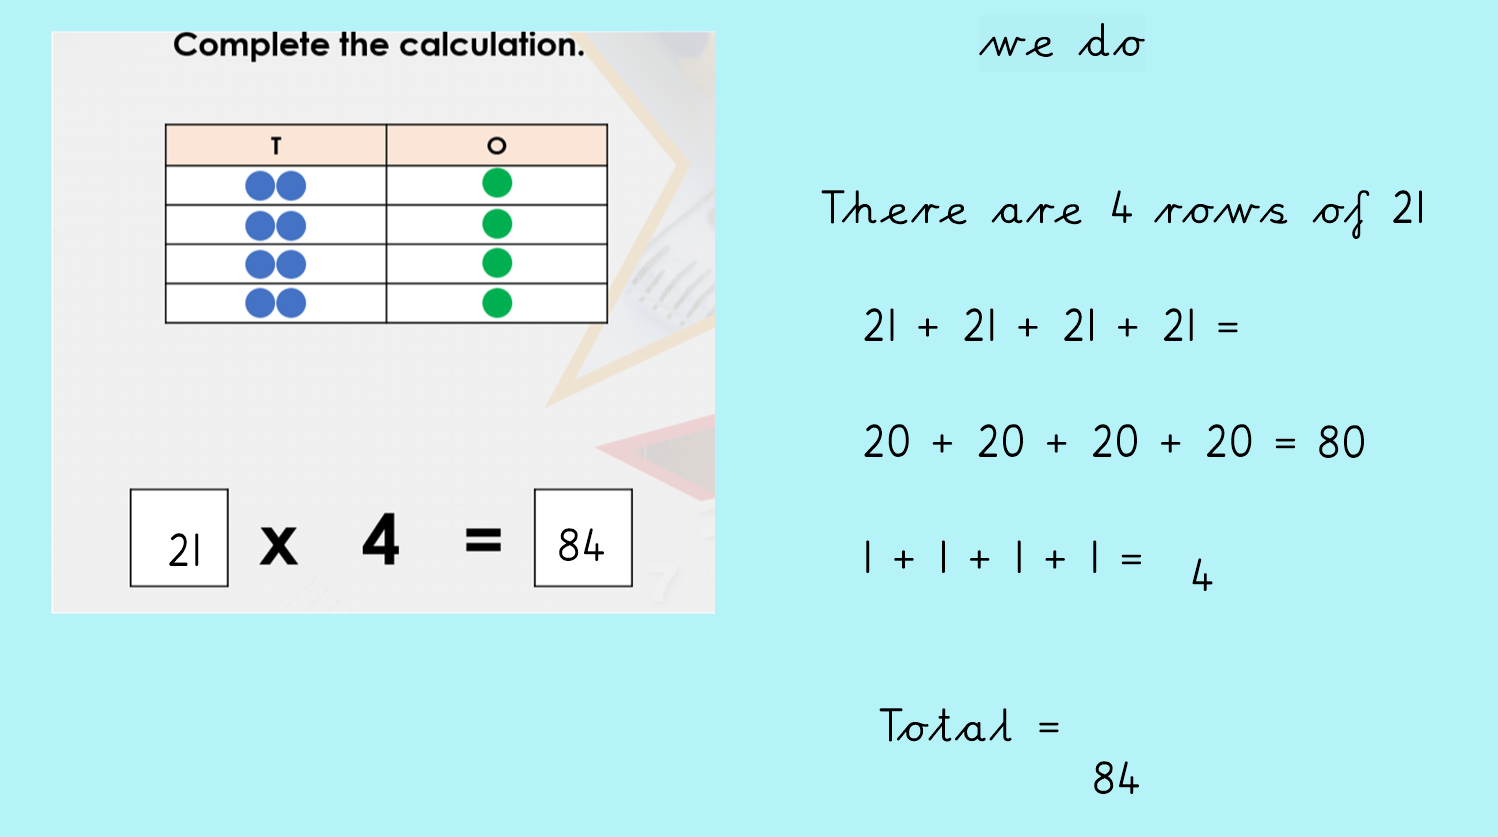 Complete the calculation.
T O
21 x 4 = 84
we do
There are 4 rows of 21
21 + 21 + 21 + 21 =
20 + 20 + 20 + 20 = 80
1 + 1 + 1 + 1 = 4
Total =
84